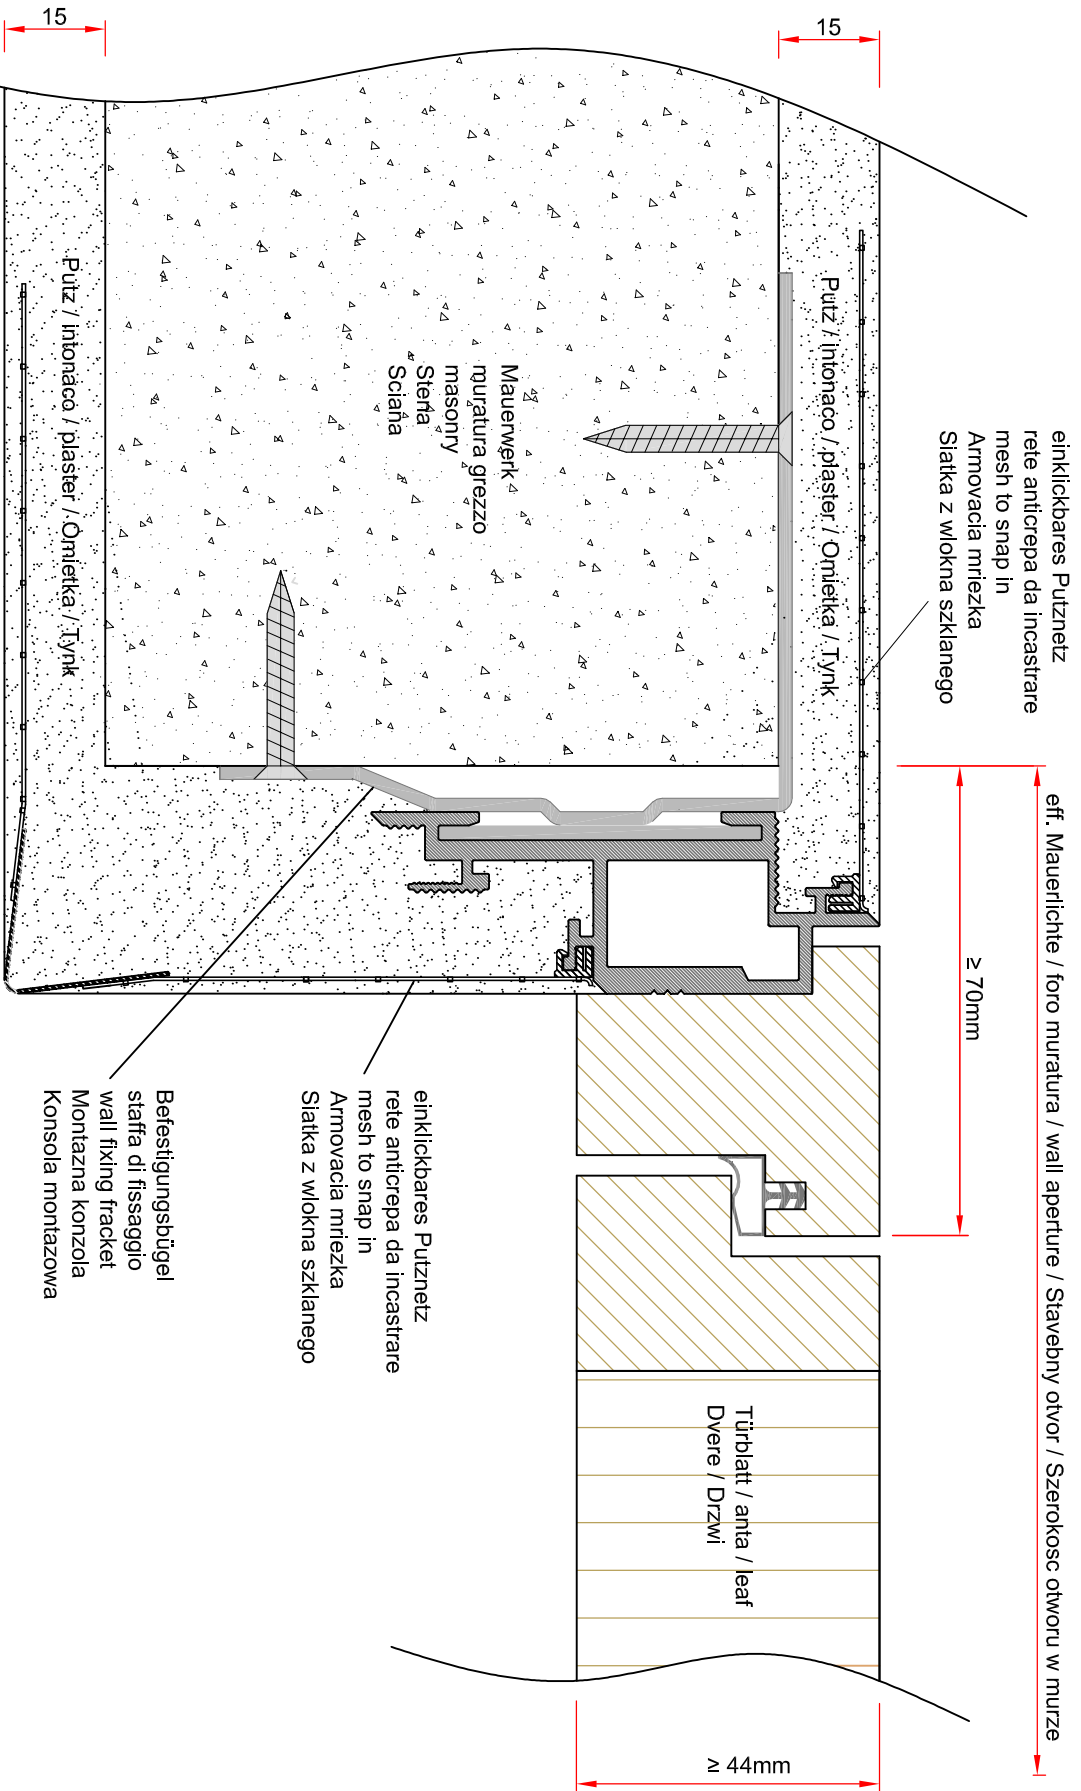 15
15
einklickbares Putznetz
rete anticrepa da incastrare
mesh to snap in
Armovacia mriezka
Siatka z wlokna szklanego
Putz / intonaco / plaster / Omietka / Tynk
Mauerwerk
muratura grezzo
masonry
Stena
Sciana
Putz / intonaco / plaster / Omietka / Tynk
eff. Mauerlichte / foro muratura / wall aperture / Stavebny otvor / Szerokosc otworu w murze
≥ 70mm
einklickbares Putznetz
rete anticrepa da incastrare
mesh to snap in
Armovacia mriezka
Siatka z wlokna szklanego
Befestigungsbügel
staffa di fissaggio
wall fixing fracket
Montazna konzola
Konsola montazowa
Türblatt / anta / leaf
Dvere / Drzwi
≥ 44mm